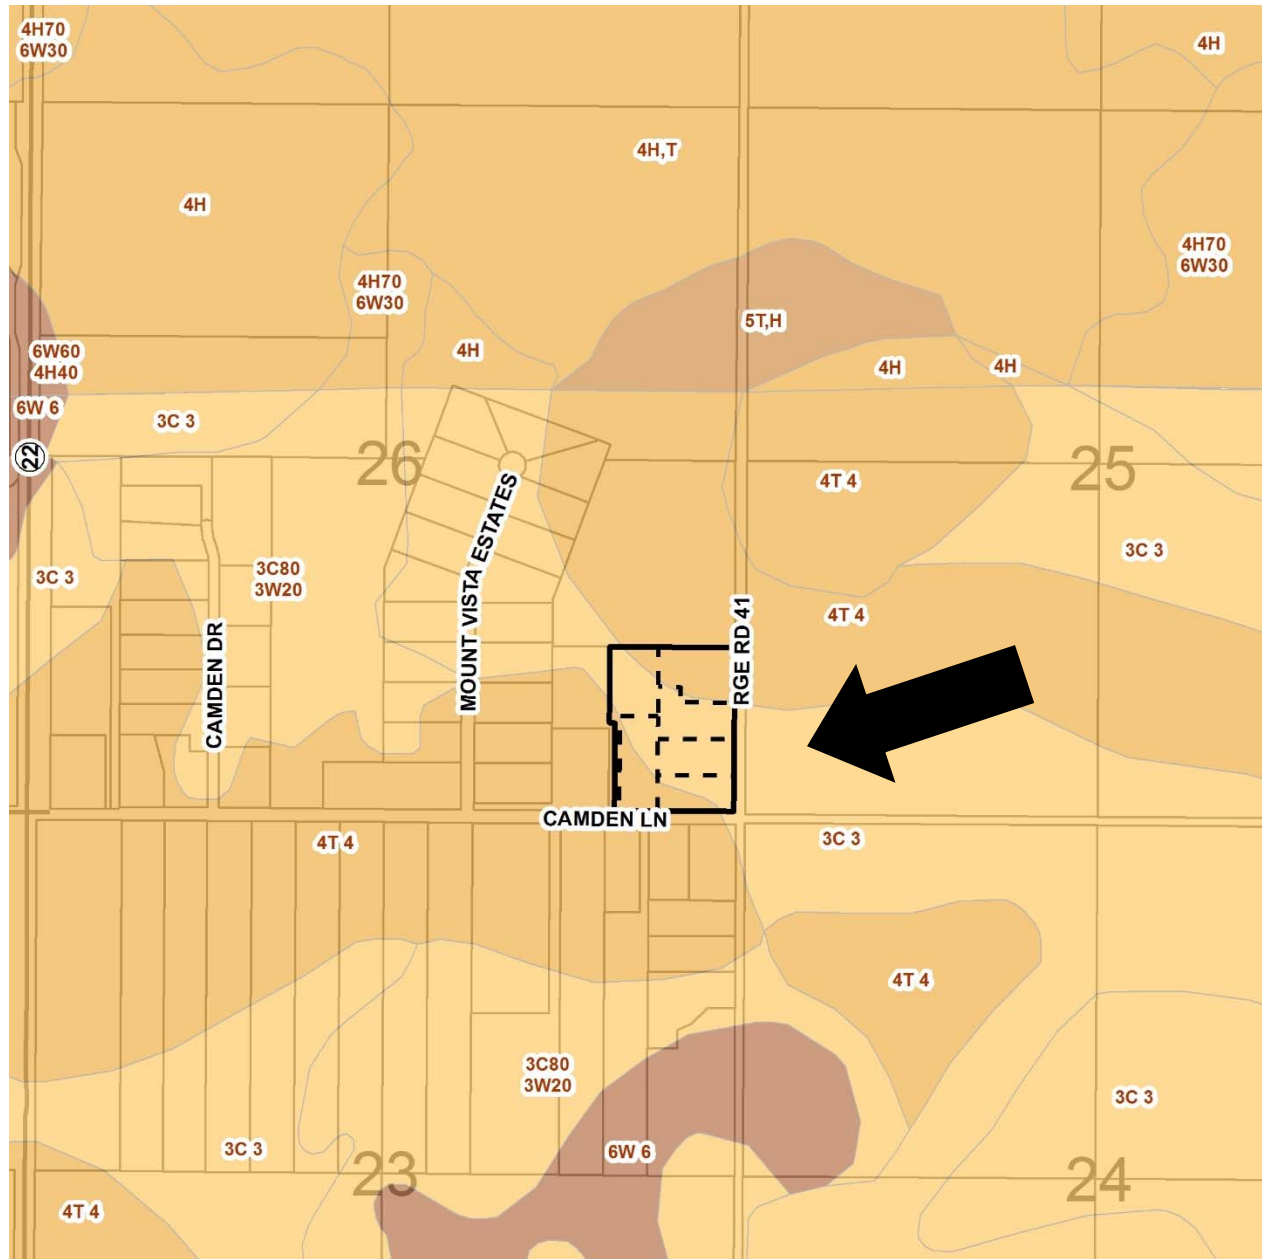 4H70
6W30
4H
4H,T
4H
4H70
6W30
4H70
6W30
5T,H
6W60
4H40
4H
4H
4H
6W 6
3C 3
22
26
25
4T 4
MOUNT VISTA ESTATES
3C 3
3C 3
3C80
3W20
4T 4
RGE RD 41
CAMDEN DR
CAMDEN LN
4T 4
3C 3
4T 4
3C80
3W20
3C 3
3C 3
6W 6
23
24
4T 4